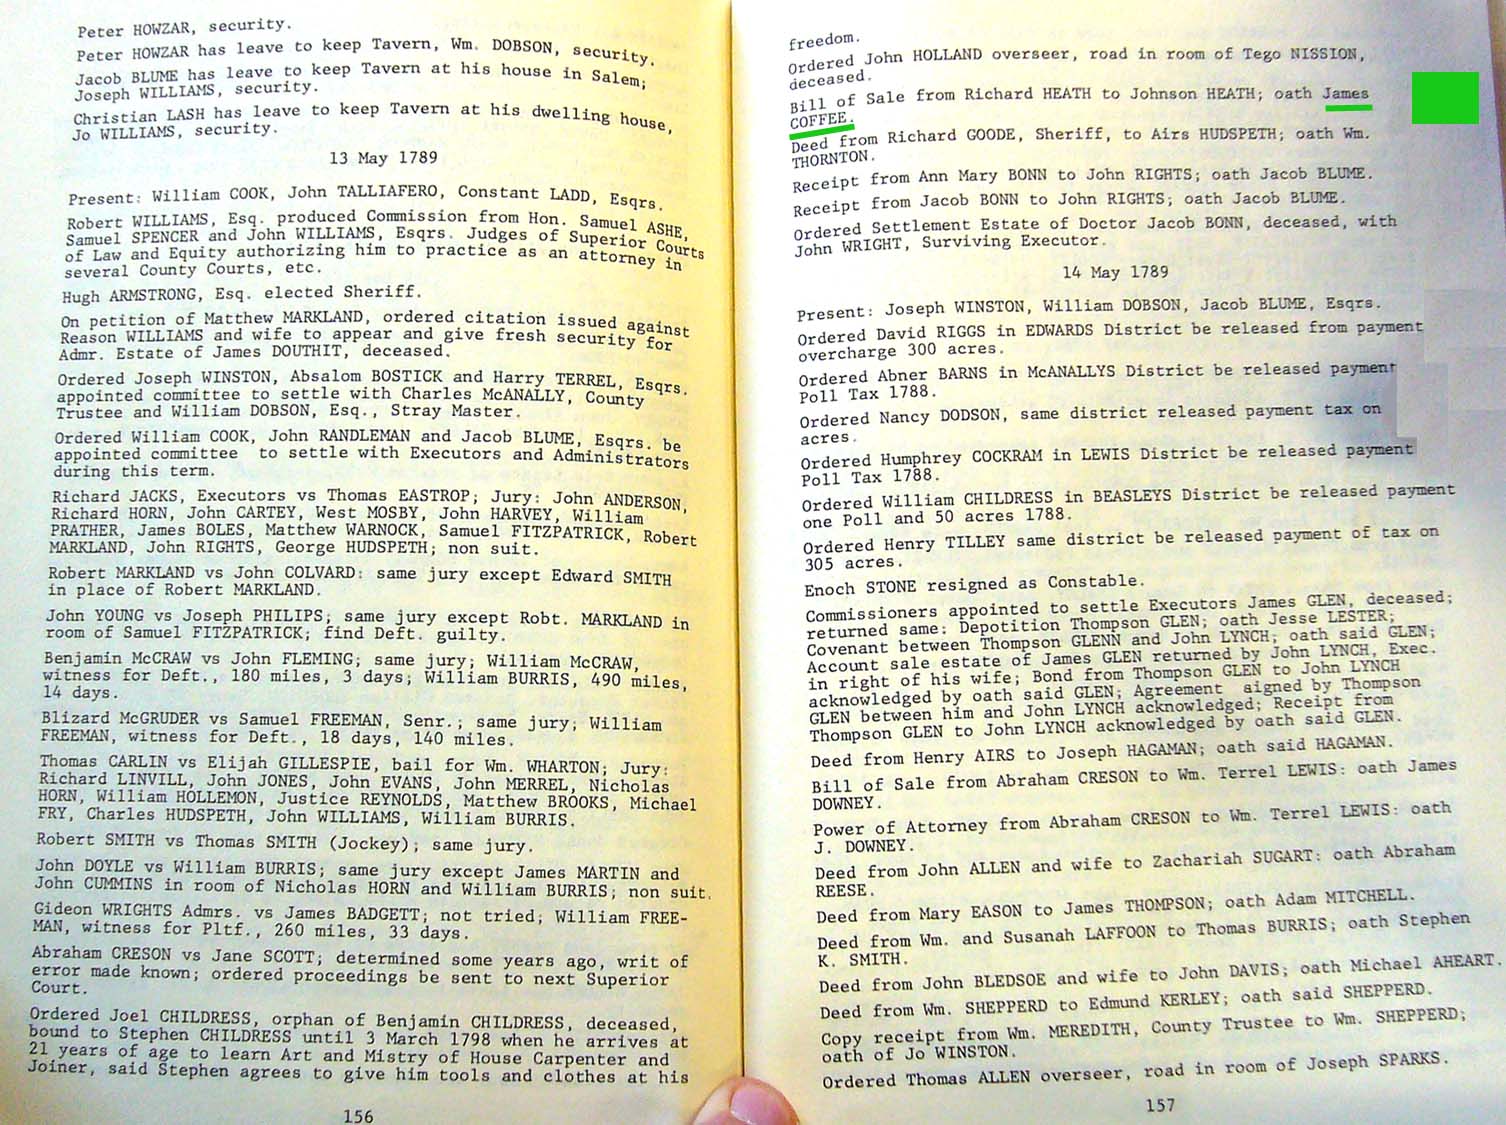 Peter HOWZAR, security.
Peter HOWZAR has leave to keep Tavern, Wm. DOBSON, security.
Jacob BLUME has leave to keep Tavern at his house in Salem;
Joseph WILLIAMS, security.
Christian LASH has leave to keep Tavern at his dwelling house,
Jo WILLIAMS, security.
13 May 1789
Present: William COOK, John TALLIAFERO, Constant LADD, Esqrs.
Robert WILLIAMS, Esq. produced Commission from Hon. Samuel ASHE,
Samuel SPENCER and John WILLIAMS, Esqrs. Judges of Superior Courts
of Law and Equity authorizing him to practice as an attorney in
several County Courts, etc.
Hugh ARMSTRONG, Esq. elected Sheriff.
On petition of Matthew MARKLAND, ordered citation issued against
Reason WILLIAMS and wife to appear and give fresh security for
Admr. Estate of James DOUTHIT, deceased.
Ordered Joseph WINSTON, Absalom BOSTICK and Harry TERREL, Esqrs.
appointed committee to settle with Charles McANALLY, County
Trustee and William DOBSON, Esq., Stray Master.
Ordered William COOK, John RANDLEMAN and Jacob BLUME, Esqrs. be
appointed committee to settle with Executors and Administrators
during this term.
Richard JACKS, Executors vs Thomas EASTROP; Jury: John ANDERSON,
Richard HORN, John CARTEY, West MOSBY, John HARVEY, William
PRATHER, James BOLES, Matthew WARNOCK, Samuel FITZPATRICK, Robert
MARKLAND, John RIGHTS, George HUDSPETH; non suit.
Robert MARKLAND vs John COLVARD: same jury except Edward SMITH
in place of Robert MARKLAND.
John YOUNG vs Joseph PHILIPS; same jury except Robt. MARKLAND in
room of Samuel FITZPATRICK; find Deft. guilty.
Benjamin McCRAW vs John FLEMING; same jury; William McCRAW,
witness for Deft., 180 miles, 3 days; William BURRIS, 490 miles,
14 days.
Blizard McGRUDER vs Samuel FREEMAN, Senr.; same jury; William
FREEMAN, witness for Deft., 18 days, 140 miles.
Thomas CARLIN vs Elijah GILLESPIE, bail for Wm. WHARTON; Jury:
Richard LINVILL, John JONES, John EVANS, John MERREL, Nicholas
HORN, William HOLLEMON, Justice REYNOLDS, Matthew BROOKS, Michael
FRY, Charles HUDSPETH, John WILLIAMS, William BURRIS.
Robert SMITH vs Thomas SMITH (Jockey); same jury.
John DOYLE vs William BURRIS; same jury except James MARTIN and
John CUMMINS in room of Nicholas HORN and William BURRIS; non suit.
Gideon WRIGHTS Admrs. vs James BADGETT; not tried; William FREE-
MAN, witness for Pltf., 260 miles, 33 days.
Abraham CRESON vs Jane SCOTT; determined some years ago, writ of
error made known; ordered proceedings be sent to next Superior
Court.
Ordered Joel CHILDRESS, orphan of Benjamin CHILDRESS, deceased,
bound to Stephen CHILDRESS until 3 March 1798 when he arrives at
21 years of age to learn Art and Mistry of House Carpenter and
Joiner, said Stephen agrees to give him tools and clothes at his
156
freedom.
Ordered John HOLLAND overseer, road in room of Tego NISSION,
deceased.
Bill of Sale from Richard HEATH to Johnson HEATH; oath James
COFFEE.
Deed from Richard GOODE, Sheriff, to Airs HUDSPETH; oath Wm.
THORNTON.
Receipt from Ann Mary BONN to John RIGHTS; oath Jacob BLUME.
Receipt from Jacob BONN to John RIGHTS; oath Jacob BLUME.
Ordered Settlement Estate of Doctor Jacob BONN, deceased, with
John WRIGHT, Surviving Executor.
14 May 1789
Present: Joseph WINSTON, William DOBSON, Jacob BLUME, Esqrs.
Ordered David RIGGS in EDWARDS District be released from payment
overcharge 300 acres.
Ordered Abner BARNS in McANALLYS District be released payment
Poll Tax 1788.
Ordered Nancy DODSON, same district released payment tax on
acres.
Ordered Humphrey COCKRAM in LEWIS District be released payment
Poll Tax 1788.
Ordered William CHILDRESS in BEASLEYS District be released payment
one Poll and 50 acres 1788.
Ordered Henry TILLEY same district be released payment of tax on
305 acres.
Enoch STONE resigned as Constable.
Commissioners appointed to settle Executors James GLEN, deceased;
returned same: Depotition Thompson GLEN; oath Jesse LESTER;
Covenant between Thompson GLENN and John LYNCH; oath said GLEN;
Account sale estate of James GLEN returned by John LYNCH, Exec.
in right of his wife; Bond from Thompson GLEN to John LYNCH
acknowledged by oath said GLEN; Agreement aigned by Thompson
GLEN between him and John LYNCH acknowledged; Receipt from
Thompson GLEN to John LYNCH acknowledged by oath said GLEN.
Deed from Henry AIRS to Joseph HAGAMAN; oath said HAGAMAN.
Bill of Sale from Abraham CRESON to Wm. Terrel LEWIS: oath James
DOWNEY.
Power of Attorney from Abraham CRESON to Wm. Terrel LEWIS: oath
J. DOWNEY.
Deed from John ALLEN and wife to Zachariah SUGART: oath Abraham
REESE.
Deed from Mary EASON to James THOMPSON; oath Adam MITCHELL.
Deed from Wm. and Susanah LAFFOON to Thomas BURRIS; oath Stephen
K. SMITH.
Deed from John BLEDSOE and wife to John DAVIS; oath Michael AHEART.
Deed from Wm. SHEPPERD to Edmund KERLEY; oath said SHEPPERD.
Copy receipt from Wm. MEREDITH, County Trustee to Wm. SHEPPERD;
oath of Jo WINSTON.
Ordered Thomas ALLEN overseer, road in room of Joseph SPARKS.
157